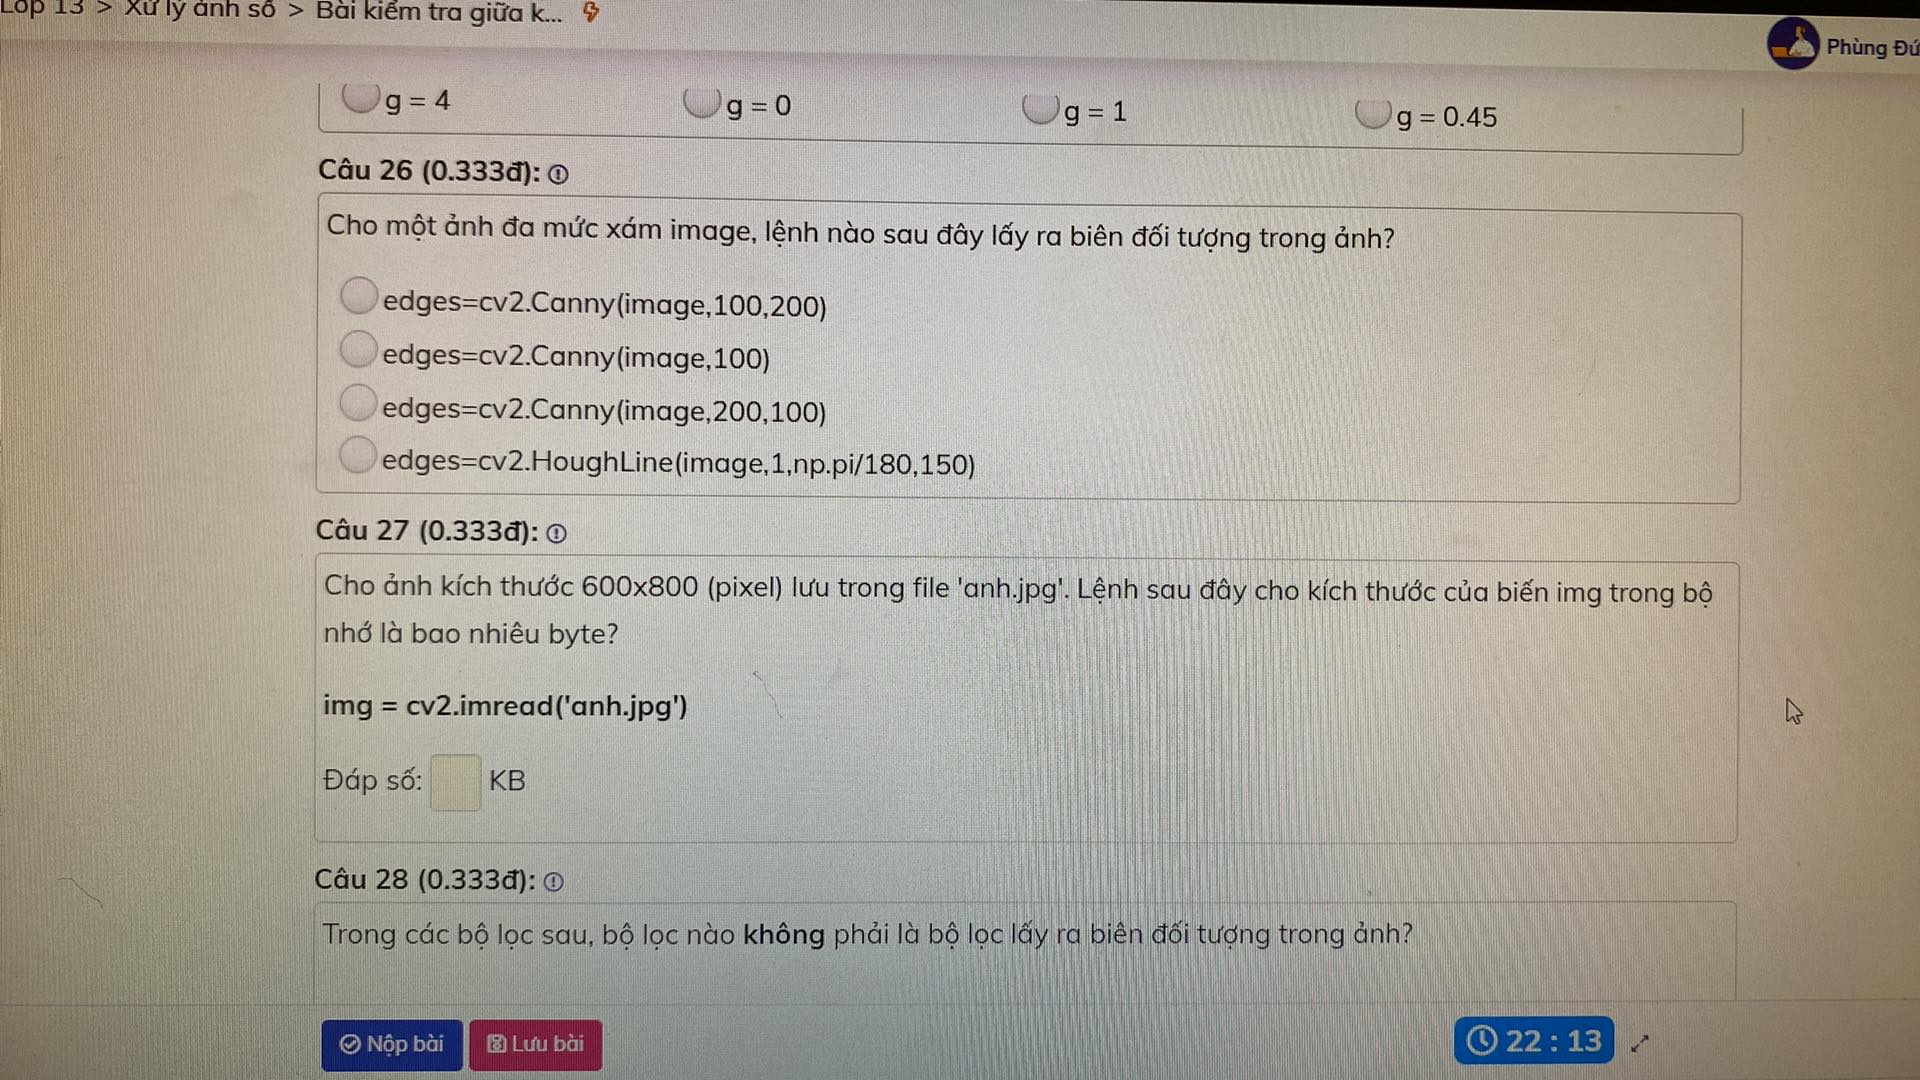 Lớp 13 > Xử lý ảnh số > Bài kiểm tra giữa k...
Phùng Đứ
g = 4 g = 0 g = 1 g = 0.45
Câu 26 (0.333đ):
Cho một ảnh đa mức xám image, lệnh nào sau đây lấy ra biên đối tượng trong ảnh?
edges=cv2.Canny(image,100,200)
edges=cv2.Canny(image,100)
edges=cv2.Canny(image,200,100)
edges=cv2.HoughLine(image,1,np.pi/180,150)
Câu 27 (0.333đ):
Cho ảnh kích thước 600x800 (pixel) lưu trong file 'anh.jpg'. Lệnh sau đây cho kích thước của biến img trong bộ
nhớ là bao nhiêu byte?
img = cv2.imread('anh.jpg')
Đáp số: KB
Câu 28 (0.333đ):
Trong các bộ lọc sau, bộ lọc nào không phải là bộ lọc lấy ra biên đối tượng trong ảnh?
Nộp bài Lưu bài 22 : 13